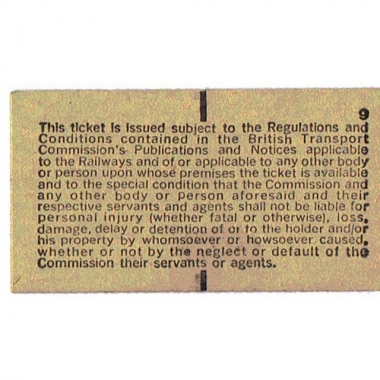 9
This ticket is issued subject to the Regulations and
Conditions contained in the British Transport
Commission's Publications and Notices applicable
to the Railways and of or applicable to any other body
or person upon whose premises the ticket is available
and to the special condition that the Commission and
any other body or person aforesaid and their
respective servants and agents shall not be liable for
personal injury (whether fatal or otherwise), loss,
damage, delay or detention of or to the holder and/or
his property by whomsoever or howsoever caused,
whether or not by the neglect or default of the
Commission their servants or agents.